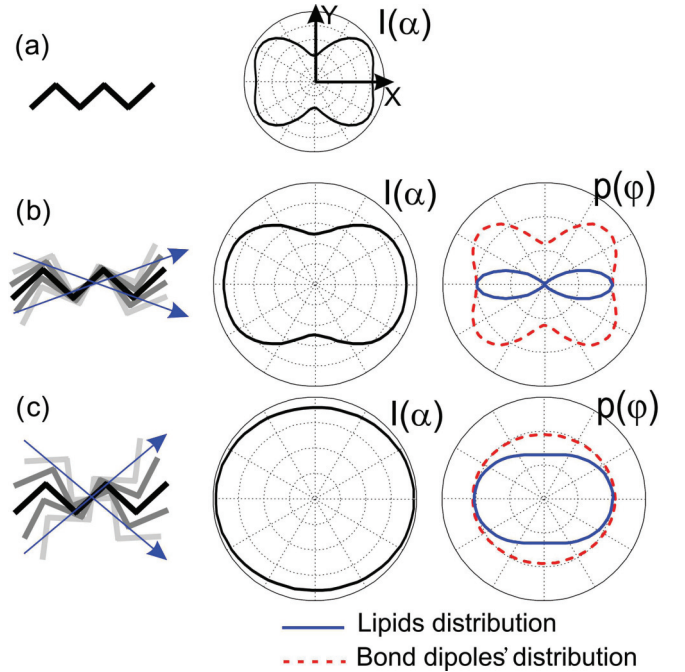 (a)
Y
I(α)
X
(b)
I(α)
p(φ)
(c)
I(α)
p(φ)
Lipids distribution
Bond dipoles' distribution